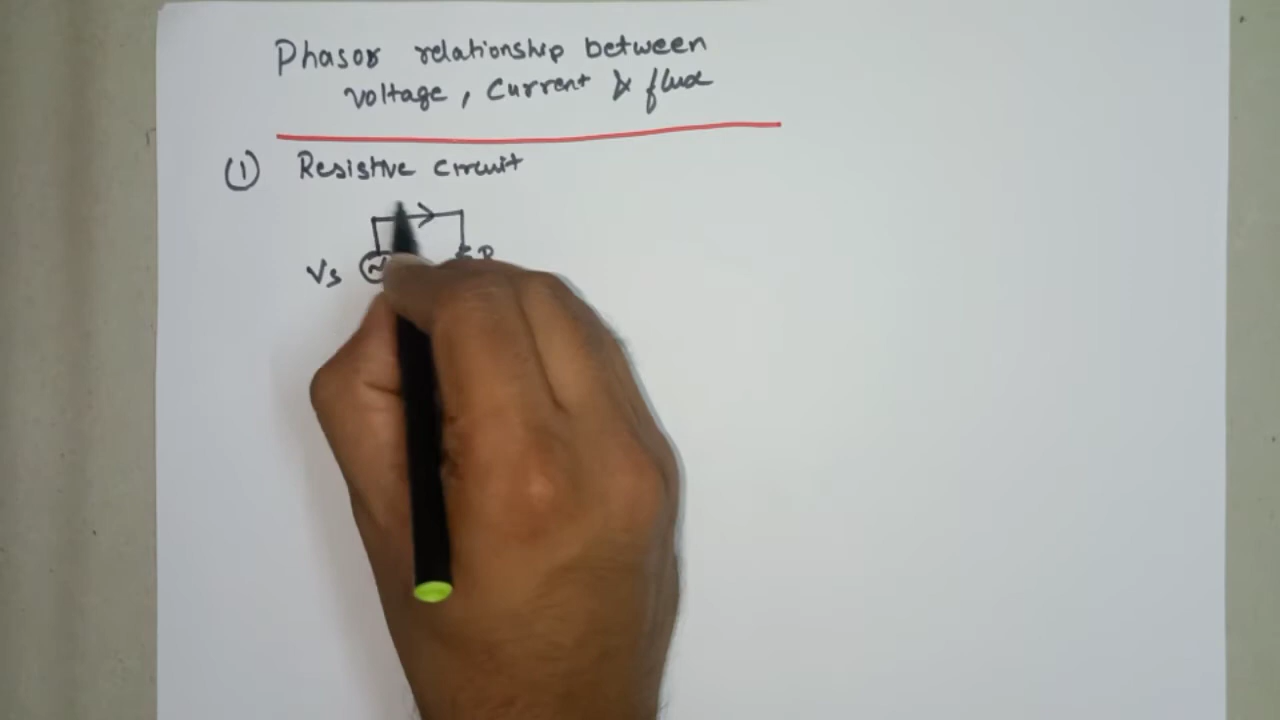 Phasor relationship between
voltage, current & flux
① Resistive circuit
Vs
R